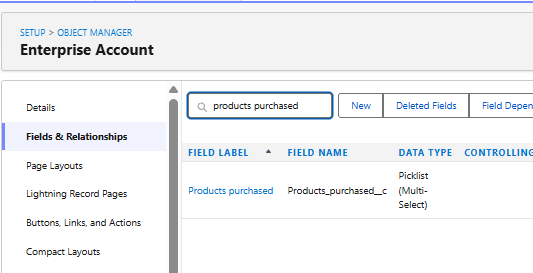 SETUP > OBJECT MANAGER
Enterprise Account
Details
Fields & Relationships
Page Layouts
Lightning Record Pages
Buttons, Links, and Actions
Compact Layouts
products purchased
New
Deleted Fields
Field Depen
FIELD LABEL FIELD NAME DATA TYPE CONTROLLING
Products purchased Products_purchased__c Picklist
(Multi-
Select)